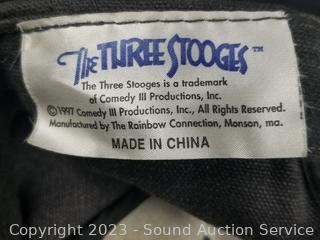 The THREE STOOGES™
The Three Stooges is a trademark
of Comedy III Productions, Inc.
©1997 Comedy III Productions, Inc., All Rights Reserved.
Manufactured by The Rainbow Connection, Monson, ma.
MADE IN CHINA
Copyright 2023 - Sound Auction Service